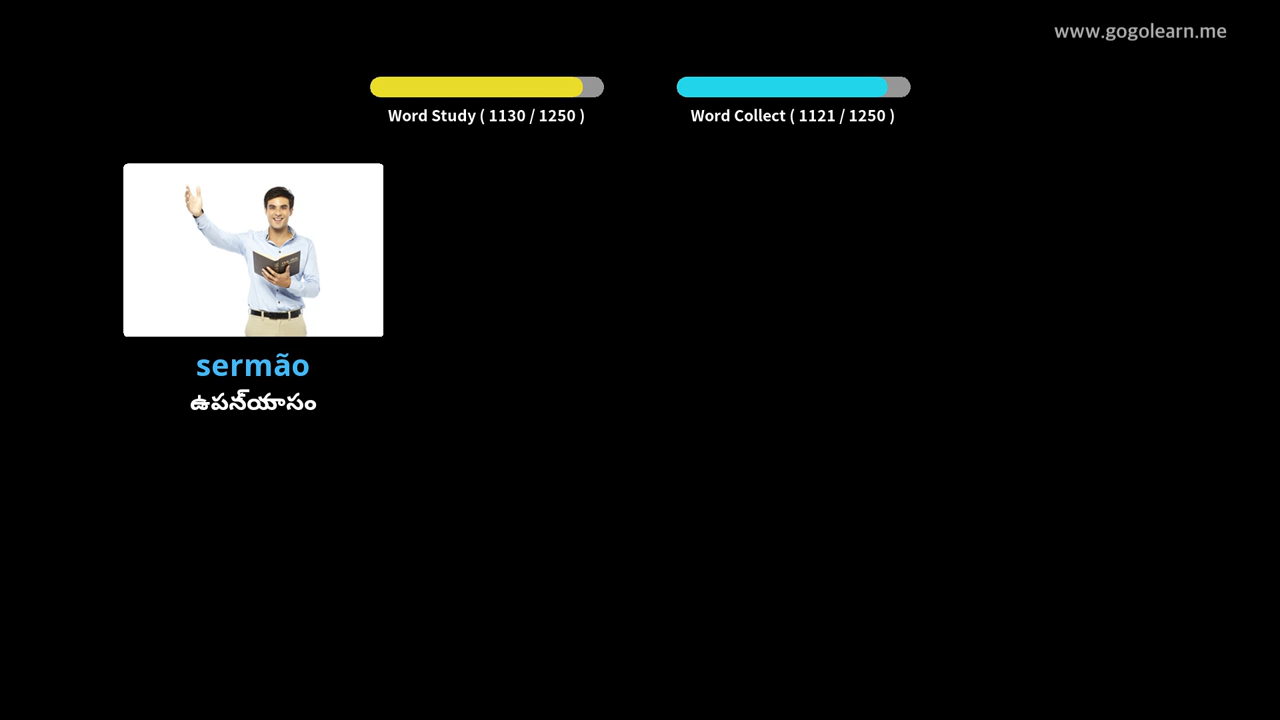 www.gogolearn.me
Word Study ( 1130 / 1250 )
Word Collect ( 1121 / 1250 )
sermão
ఉపన్‌యాసం